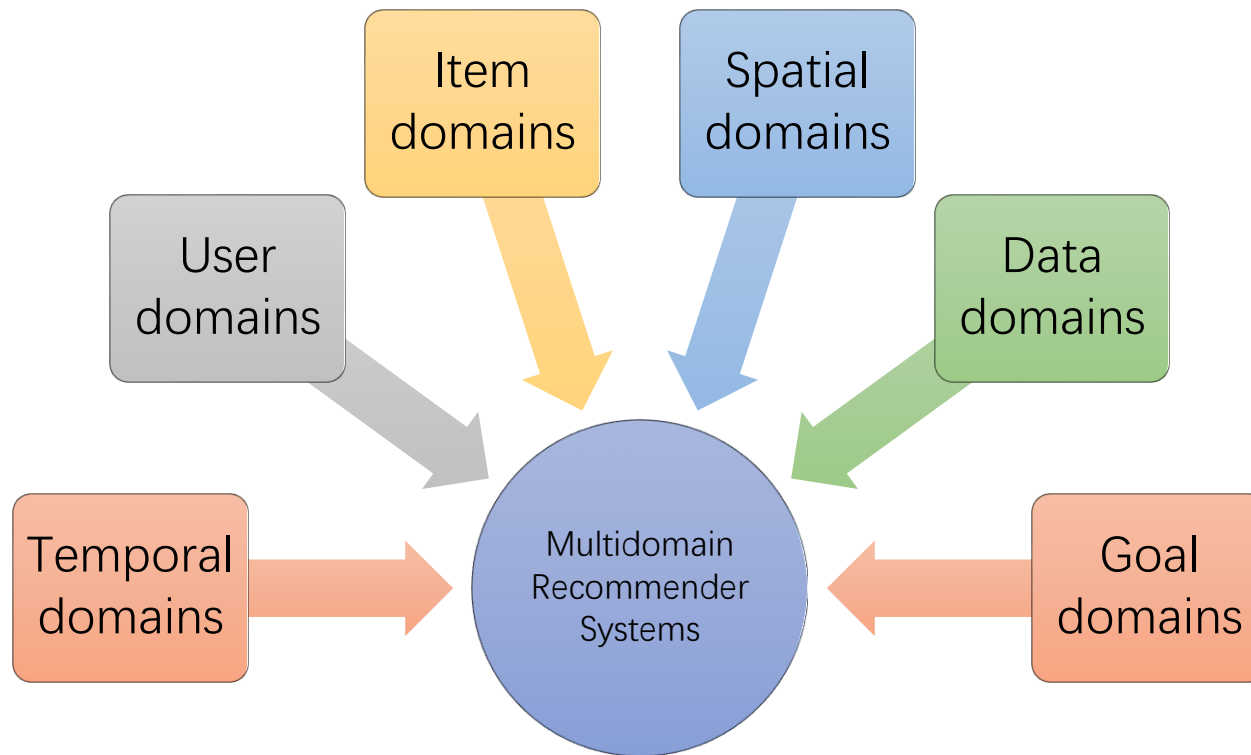 Item
domains
Spatial
domains
User
domains
Data
domains
Temporal
domains
Multidomain
Recommender
Systems
Goal
domains